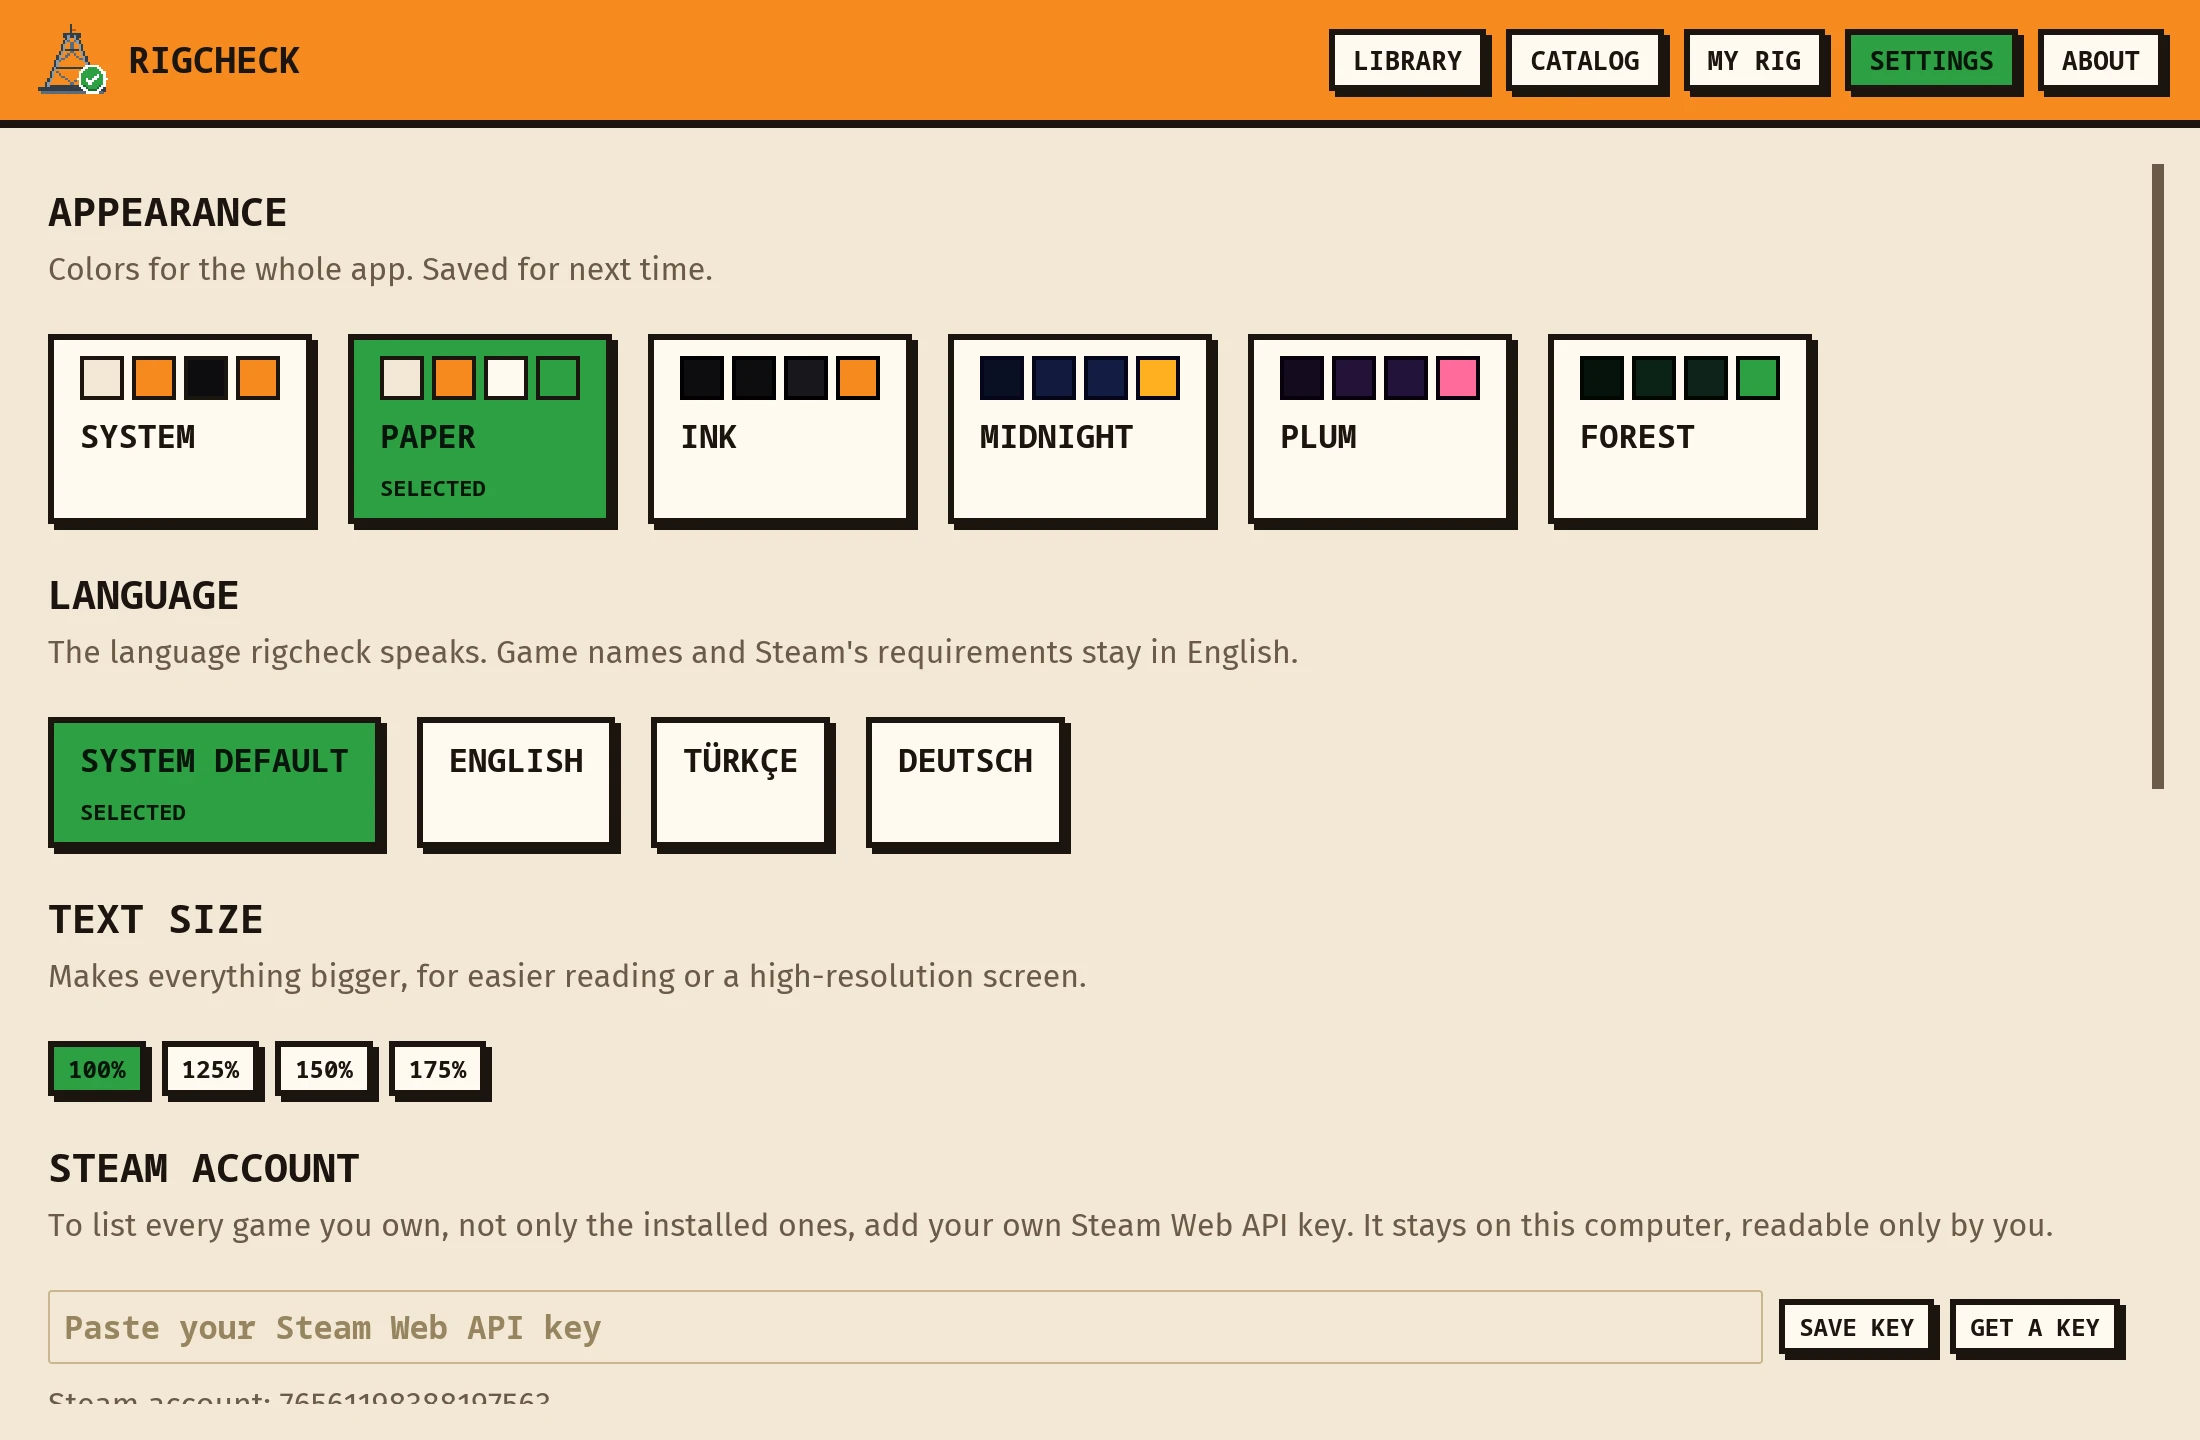 RIGCHECK
LIBRARY
CATALOG
MY RIG
SETTINGS
ABOUT
APPEARANCE
Colors for the whole app. Saved for next time.
SYSTEM
PAPER
SELECTED
INK
MIDNIGHT
PLUM
FOREST
LANGUAGE
The language rigcheck speaks. Game names and Steam's requirements stay in English.
SYSTEM DEFAULT
SELECTED
ENGLISH
TÜRKÇE
DEUTSCH
TEXT SIZE
Makes everything bigger, for easier reading or a high-resolution screen.
100%
125%
150%
175%
STEAM ACCOUNT
To list every game you own, not only the installed ones, add your own Steam Web API key. It stays on this computer, readable only by you.
Paste your Steam Web API key
SAVE KEY
GET A KEY
Steam account: